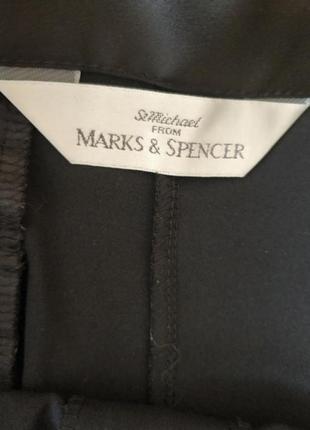 St Michael
FROM
MARKS & SPENCER